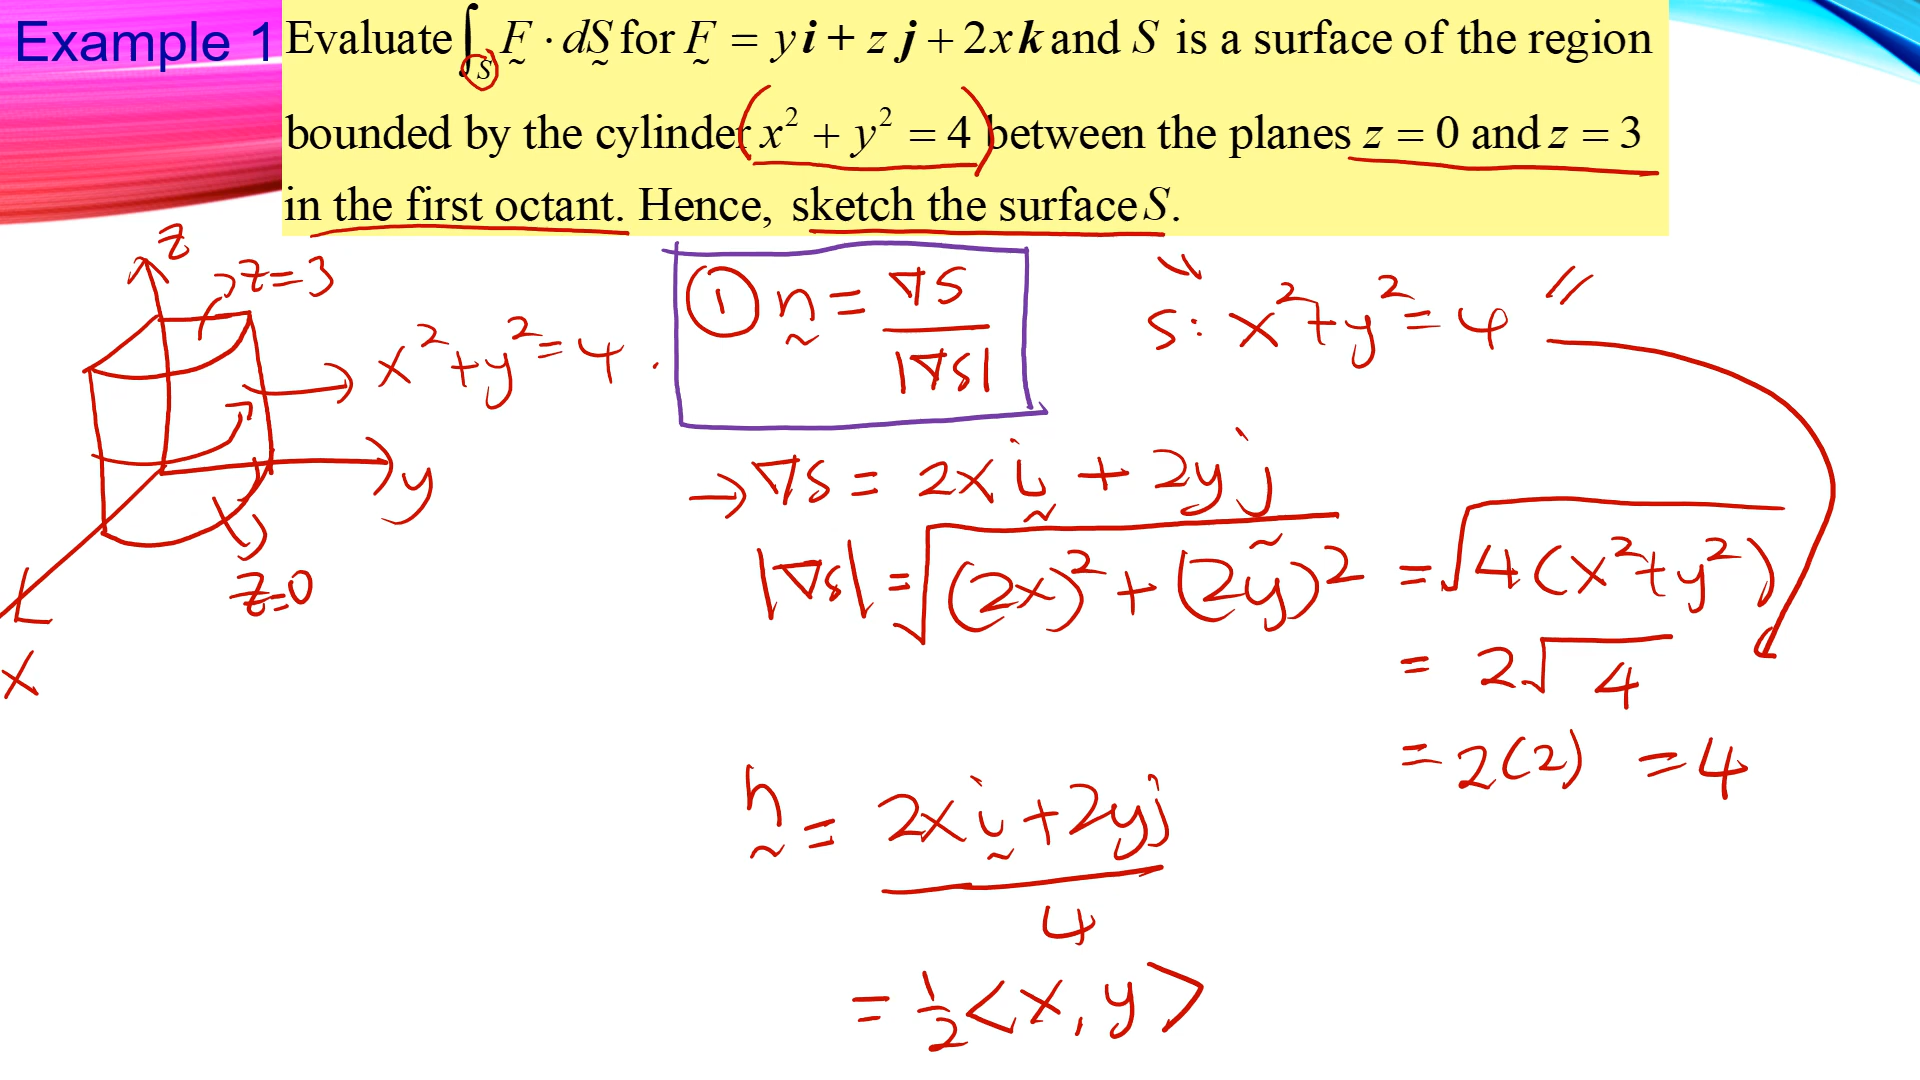 Example 1
Evaluate ∫_S F̰ · dS̰ for F̰ = y i + z j + 2x k and S is a surface of the region
bounded by the cylinder x² + y² = 4 between the planes z = 0 and z = 3
in the first octant. Hence, sketch the surface S.
z
z=3
x²+y²=4.
y
z=0
x
① n̰ = ∇S / |∇S|
S: x²+y²=4
→ ∇S = 2x ḭ + 2y j̰
|∇S| = √((2x)² + (2y)²) = √(4(x²+y²))
= 2√4
= 2(2) = 4
n̰ = (2x ḭ + 2y j) / 4
= ½ <x, y>